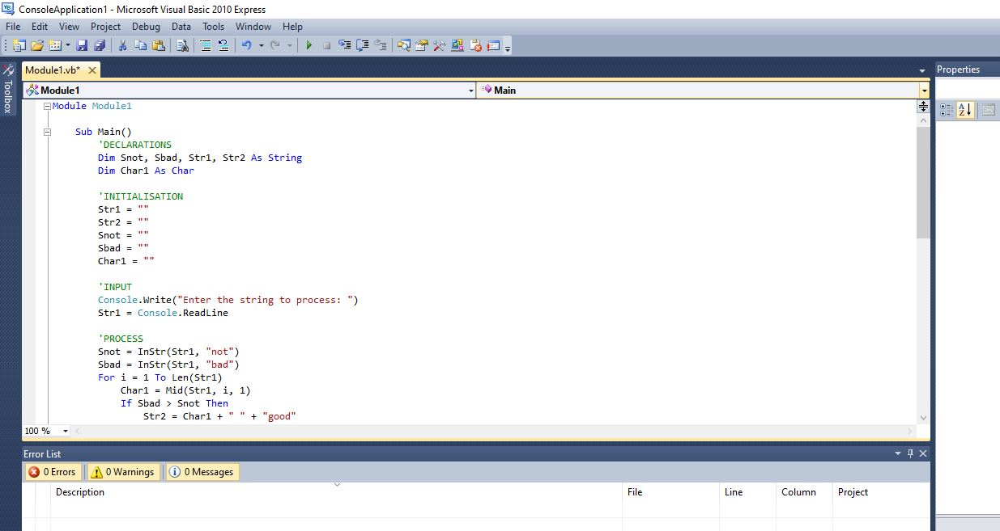 ConsoleApplication1 - Microsoft Visual Basic 2010 Express
File Edit View Project Debug Data Tools Window Help
Module1.vb*
Properties
Toolbox
Module1 Main
Module Module1
Sub Main()
'DECLARATIONS
Dim Snot, Sbad, Str1, Str2 As String
Dim Char1 As Char
'INITIALISATION
Str1 = ""
Str2 = ""
Snot = ""
Sbad = ""
Char1 = ""
'INPUT
Console.Write("Enter the string to process: ")
Str1 = Console.ReadLine
'PROCESS
Snot = InStr(Str1, "not")
Sbad = InStr(Str1, "bad")
For i = 1 To Len(Str1)
Char1 = Mid(Str1, i, 1)
If Sbad > Snot Then
Str2 = Char1 + " " + "good"
100 %
Error List
0 Errors 0 Warnings 0 Messages
Description File Line Column Project